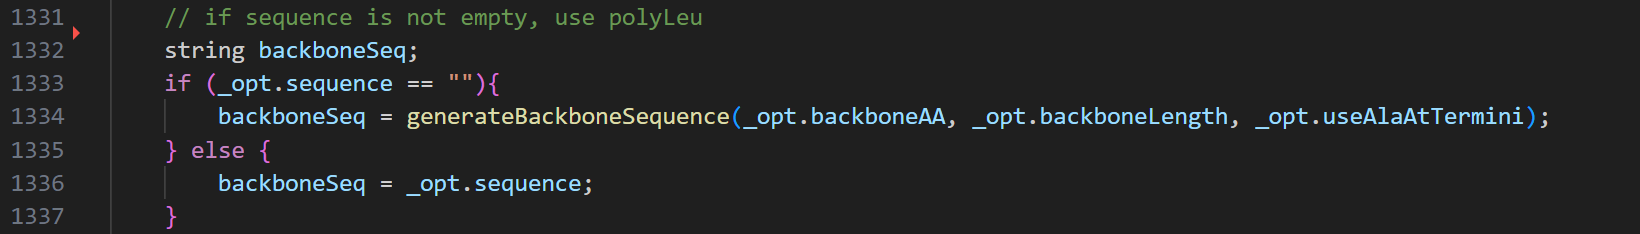 1331 // if sequence is not empty, use polyLeu
1332 string backboneSeq;
1333 if (_opt.sequence == ""){
1334 backboneSeq = generateBackboneSequence(_opt.backboneAA, _opt.backboneLength, _opt.useAlaAtTermini);
1335 } else {
1336 backboneSeq = _opt.sequence;
1337 }